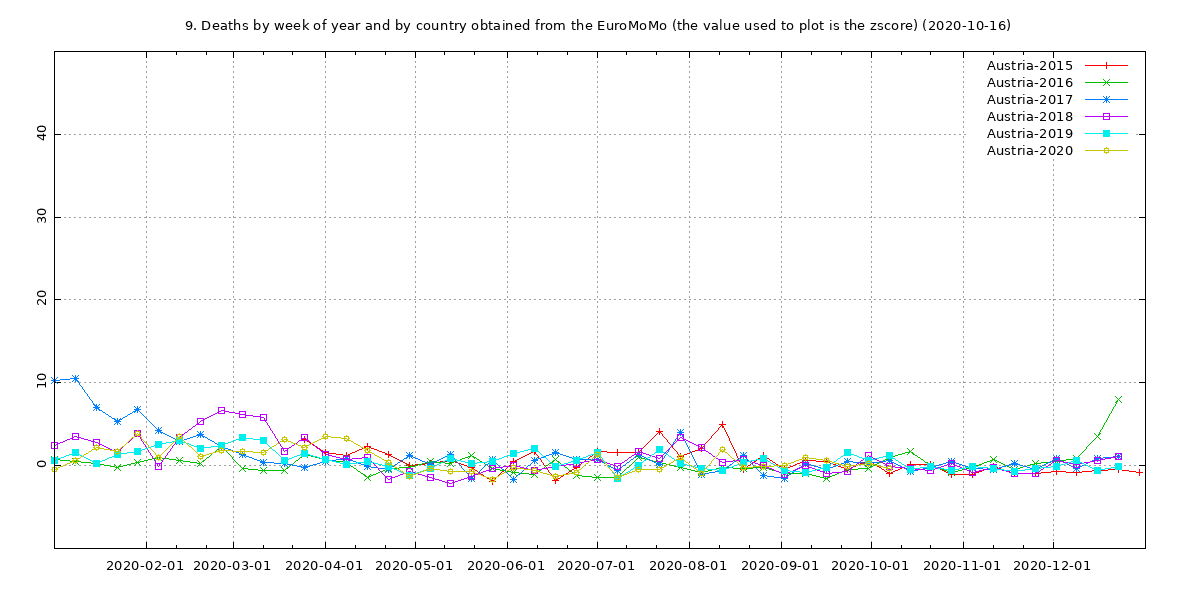 9. Deaths by week of year and by country obtained from the EuroMoMo (the value used to plot is the zscore) (2020-10-16)
Austria-2015
Austria-2016
Austria-2017
Austria-2018
Austria-2019
Austria-2020
40
30
20
10
0
2020-02-01 2020-03-01 2020-04-01 2020-05-01 2020-06-01 2020-07-01 2020-08-01 2020-09-01 2020-10-01 2020-11-01 2020-12-01